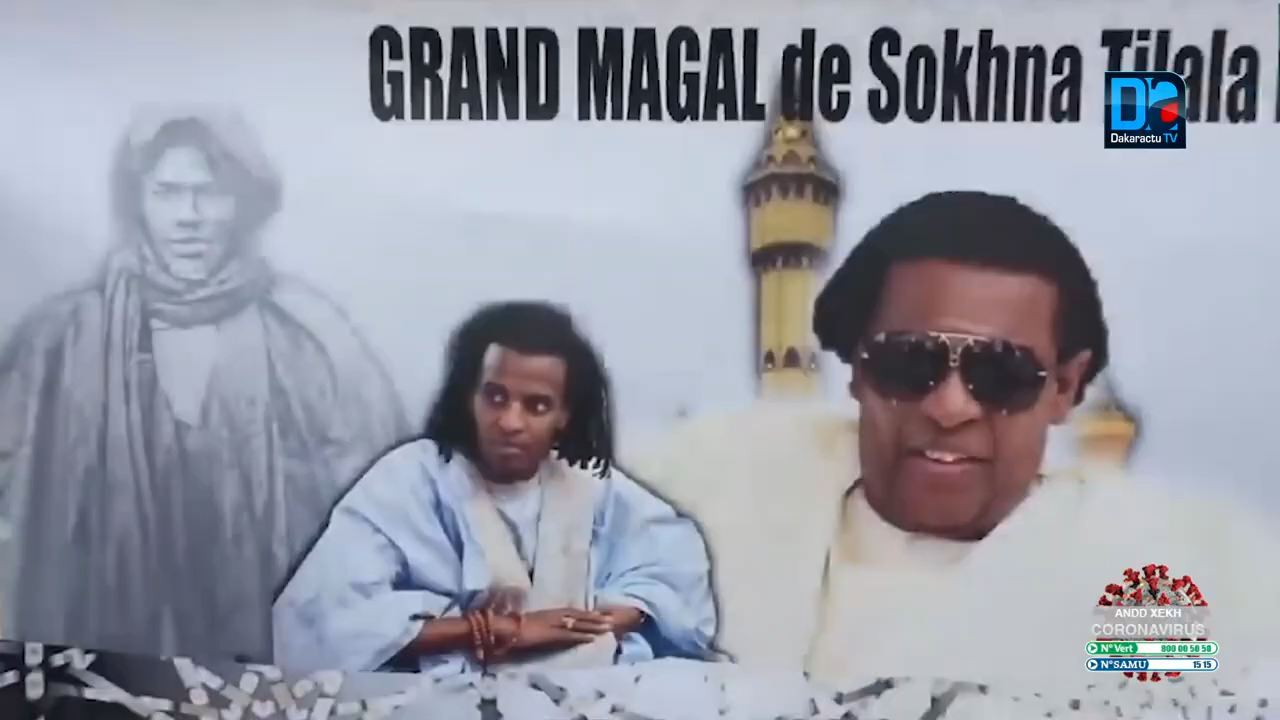 GRAND MAGAL de Sokhna Tilala
Dakaractu TV
ANDD XEKH
CORONAVIRUS
N° Vert 800 00 50 50
N°SAMU 15 15